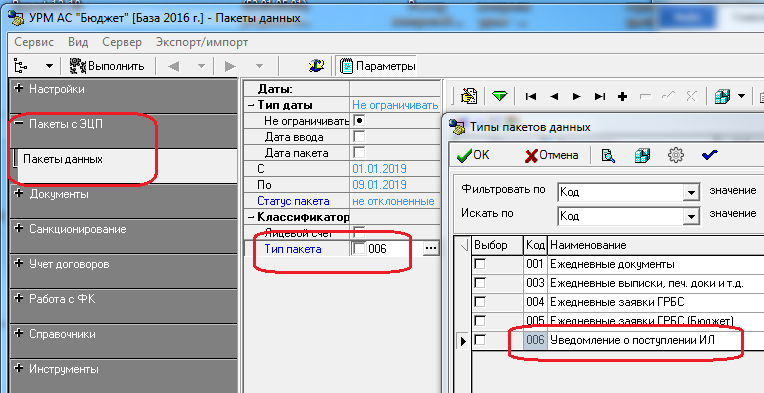 УРМ АС "Бюджет" [База 2016 г.] - Пакеты данных
Сервис Вид Сервер Экспорт/импорт
Выполнить Параметры
Настройки
Пакеты с ЭЦП
Пакеты данных
Документы
Санкционирование
Учет договоров
Работа с ФК
Справочники
Инструменты
Даты:
Тип даты Не ограничивать
Не ограничивать
Дата ввода
Дата пакета
С 01.01.2019
По 09.01.2019
Статус пакета не отклоненные
Классификатор
Лицевой счет
Тип пакета 006 ...
Типы пакетов данных
OK Отмена
Фильтровать по Код значение
Искать по Код значение
Выбор Код Наименование
001 Ежедневные документы
003 Ежедневные выписки, печ. доки и т.д.
004 Ежедневные заявки ГРБС
005 Ежедневные заявки ГРБС (Бюджет)
006 Уведомление о поступлении ИЛ